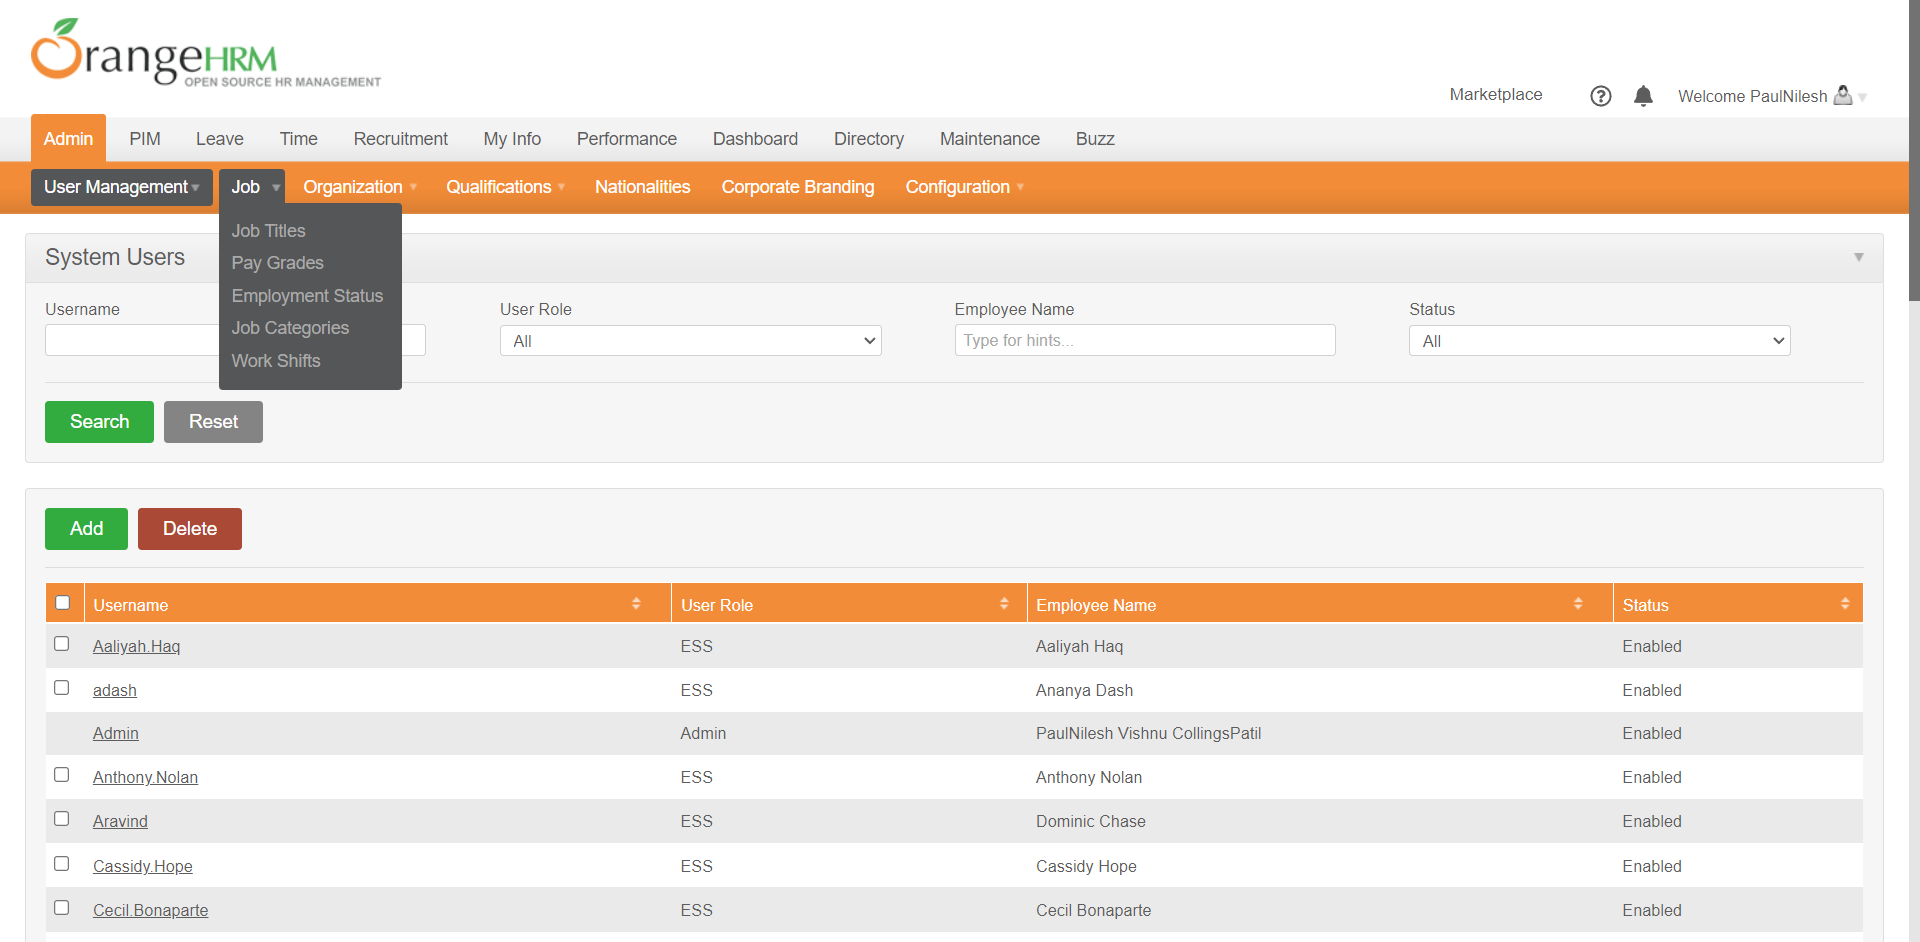 OrangeHRM
OPEN SOURCE HR MANAGEMENT
Marketplace
Welcome PaulNilesh
Admin PIM Leave Time Recruitment My Info Performance Dashboard Directory Maintenance Buzz
User Management Job Organization Qualifications Nationalities Corporate Branding Configuration
Job Titles
Pay Grades
Employment Status
Job Categories
Work Shifts
System Users
Username User Role Employee Name Status
All Type for hints... All
Search Reset
Add Delete
Username User Role Employee Name Status
Aaliyah.Haq ESS Aaliyah Haq Enabled
adash ESS Ananya Dash Enabled
Admin Admin PaulNilesh Vishnu CollingsPatil Enabled
Anthony.Nolan ESS Anthony Nolan Enabled
Aravind ESS Dominic Chase Enabled
Cassidy.Hope ESS Cassidy Hope Enabled
Cecil.Bonaparte ESS Cecil Bonaparte Enabled